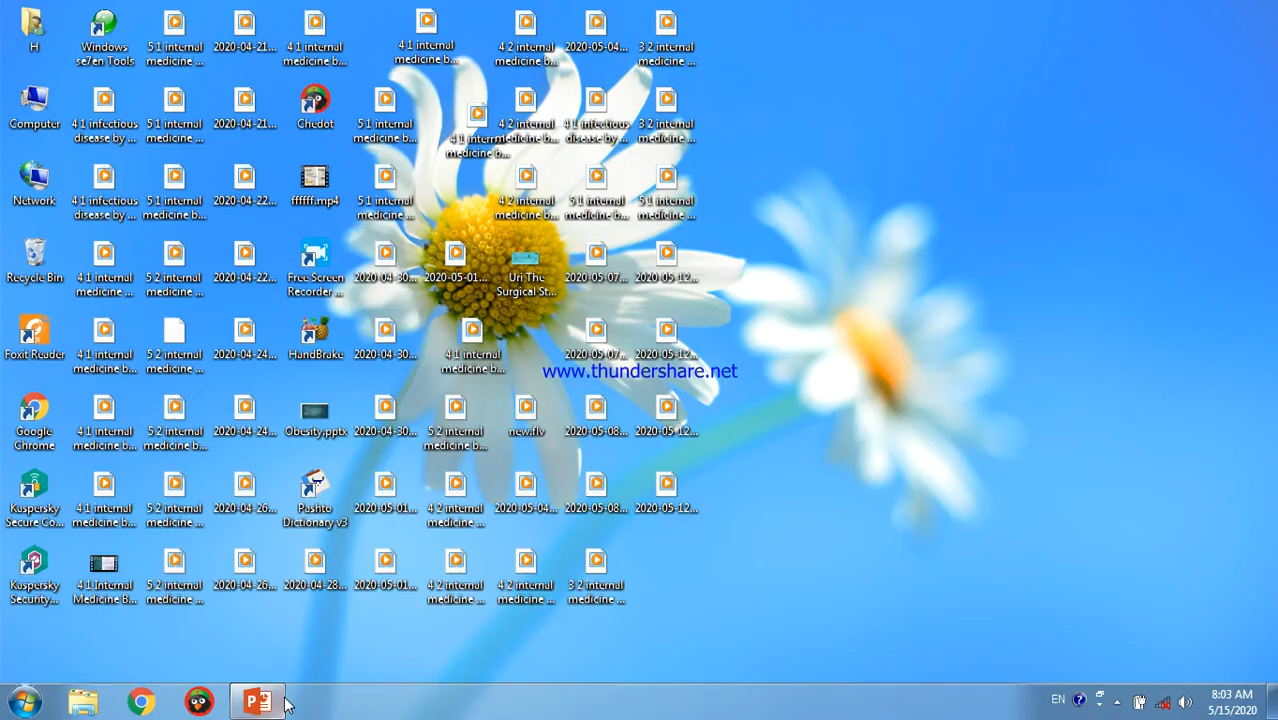 H
Windows
se7en Tools
5 1 internal
medicine ...
2020-04-21...
4 1 internal
medicine b...
4 1 internal
medicine b...
4 2 internal
medicine b...
2020-05-04...
3 2 internal
medicine ...
Computer
4 1 infectious
disease by ...
5 1 internal
medicine ...
2020-04-21...
Chedot
5 1 internal
medicine b...
4 1 internal
medicine b...
4 2 internal
medicine b...
4 1 infectious
disease by ...
3 2 internal
medicine ...
Network
4 1 infectious
disease by ...
5 1 internal
medicine b...
2020-04-22...
ffffff.mp4
5 1 internal
medicine ...
4 2 internal
medicine b...
5 1 internal
medicine b...
5 1 internal
medicine ...
Recycle Bin
4 1 internal
medicine ...
5 2 internal
medicine ...
2020-04-22...
Free Screen
Recorder ...
2020-04-30...
2020-05-01...
Uri The
Surgical St...
2020-05-07...
2020-05-12...
Foxit Reader
4 1 internal
medicine ...
5 2 internal
medicine ...
2020-04-24...
HandBrake
2020-04-30...
4 1 internal
medicine b...
2020-05-07...
2020-05-12...
www.thundershare.net
Google
Chrome
4 1 internal
medicine b...
5 2 internal
medicine b...
2020-04-24...
Obesity.pptx
2020-04-30...
5 2 internal
medicine b...
new.flv
2020-05-08...
2020-05-12...
Kaspersky
Secure Co...
4 1 internal
medicine b...
5 2 internal
medicine ...
2020-04-26...
Pashto
Dictionary v3
2020-05-01...
4 2 internal
medicine ...
2020-05-04...
2020-05-08...
2020-05-12...
Kaspersky
Security...
4 1 Internal
Medicine B...
5 2 internal
medicine ...
2020-04-26...
2020-04-28...
2020-05-01...
4 2 internal
medicine ...
4 2 internal
medicine ...
3 2 internal
medicine ...
EN
8:03 AM
5/15/2020